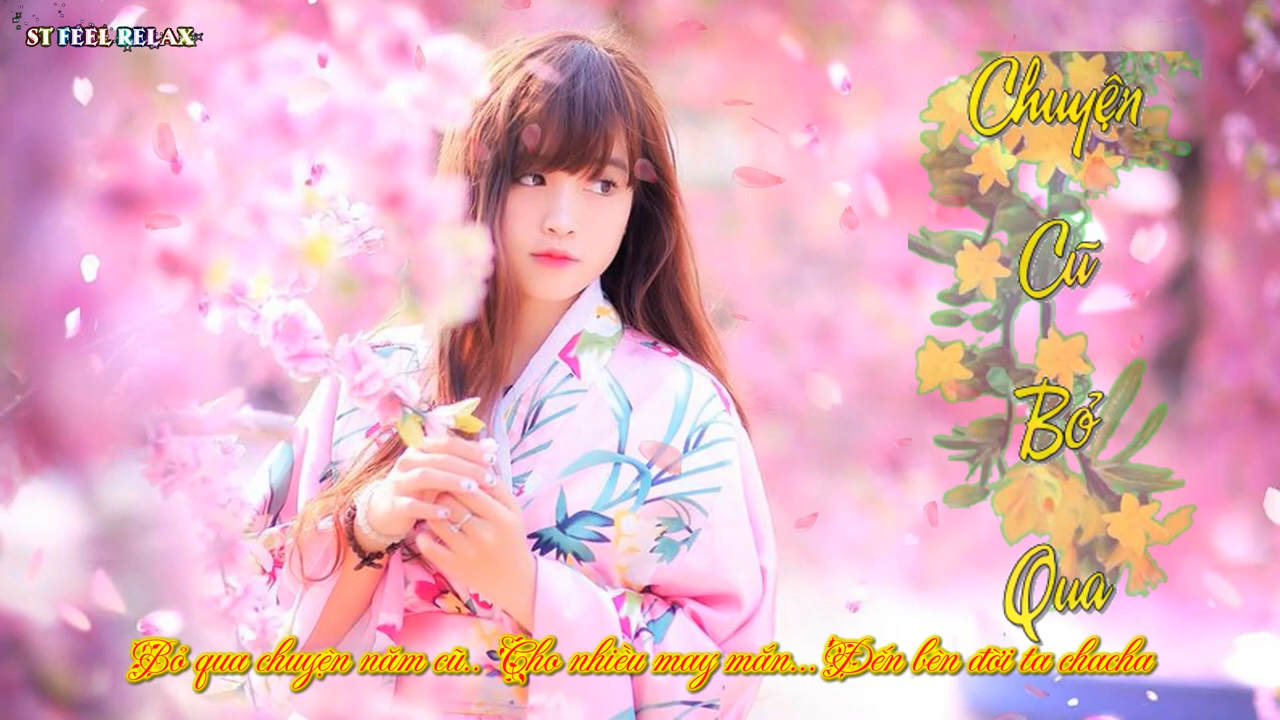 ST FEEL RELAX
Chuyện
Cũ
Bỏ
Qua
Bỏ qua chuyện năm cũ.. Cho nhiều may mắn... Đến bên đời ta chacha